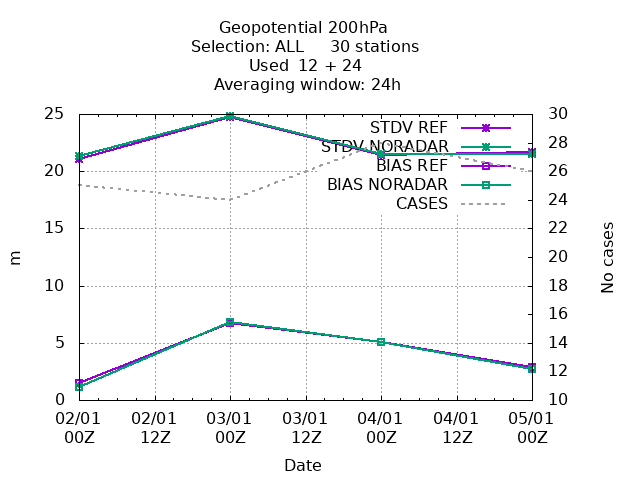 Geopotential 200hPa
Selection: ALL 30 stations
Used 12 + 24
Averaging window: 24h
25
20
15
10
5
0
m
30
28
26
24
22
20
18
16
14
12
10
No cases
STDV REF
STDV NORADAR
BIAS REF
BIAS NORADAR
CASES
02/01 02/01 03/01 03/01 04/01 04/01 05/01
00Z 12Z 00Z 12Z 00Z 12Z 00Z
Date